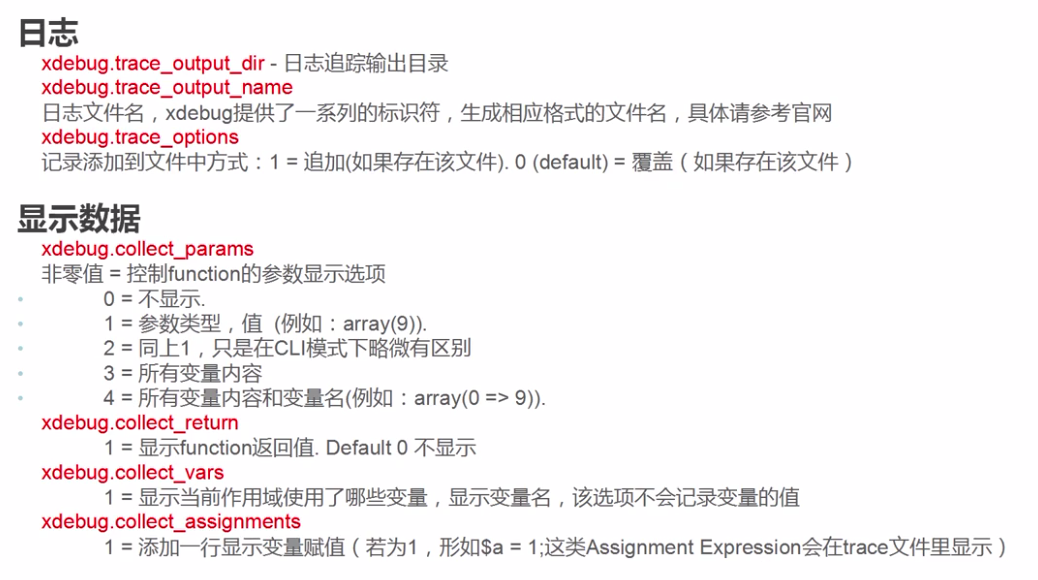 日志
xdebug.trace_output_dir - 日志追踪输出目录
xdebug.trace_output_name
日志文件名，xdebug提供了一系列的标识符，生成相应格式的文件名，具体请参考官网
xdebug.trace_options
记录添加到文件中方式：1 = 追加(如果存在该文件). 0 (default) = 覆盖（如果存在该文件）
显示数据
xdebug.collect_params
非零值 = 控制function的参数显示选项
• 0 = 不显示.
• 1 = 参数类型，值  (例如：array(9)).
• 2 = 同上1，只是在CLI模式下略微有区别
• 3 = 所有变量内容
• 4 = 所有变量内容和变量名(例如：array(0 => 9)).
xdebug.collect_return
1 = 显示function返回值. Default 0 不显示
xdebug.collect_vars
1 = 显示当前作用域使用了哪些变量，显示变量名，该选项不会记录变量的值
xdebug.collect_assignments
1 = 添加一行显示变量赋值（若为1，形如$a = 1;这类Assignment Expression会在trace文件里显示）